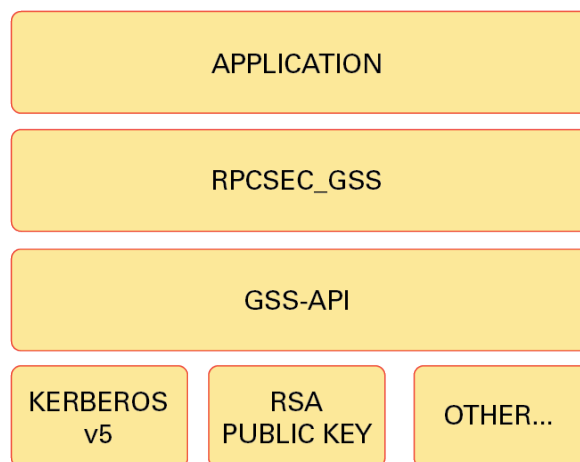 APPLICATION
RPCSEC_GSS
GSS-API
KERBEROS
v5
RSA
PUBLIC KEY
OTHER...